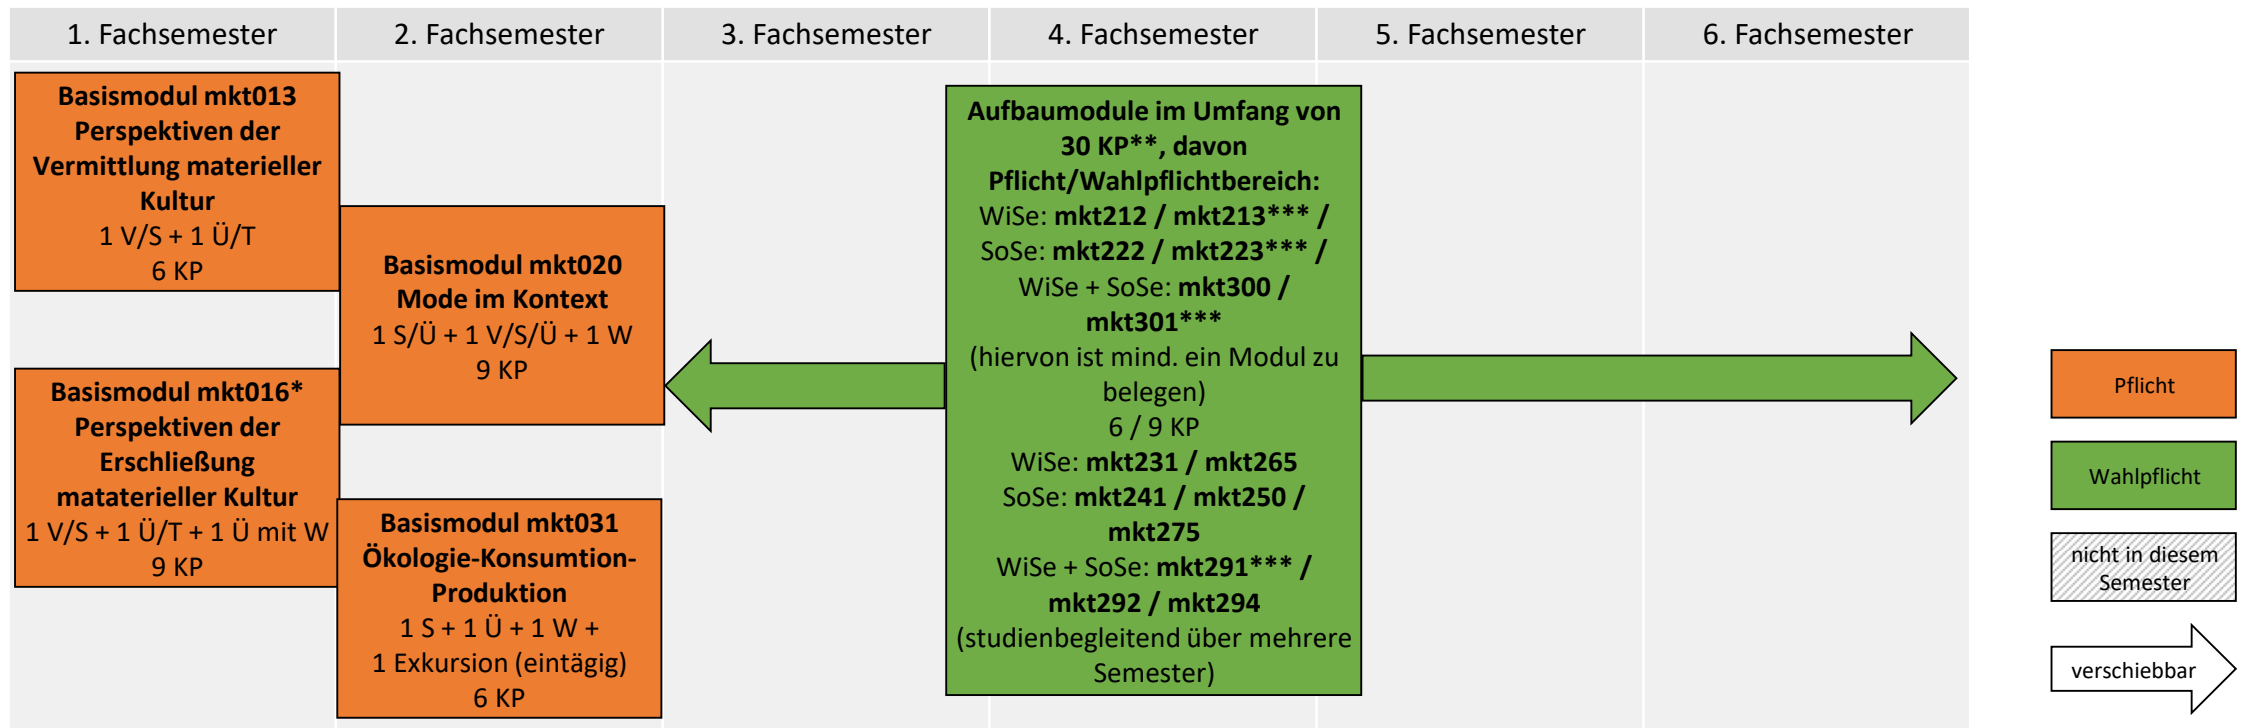 1. Fachsemester
2. Fachsemester
3. Fachsemester
4. Fachsemester
5. Fachsemester
6. Fachsemester
Basismodul mkt013
Perspektiven der
Vermittlung materieller
Kultur
1 V/S + 1 Ü/T
6 KP
Basismodul mkt016*
Perspektiven der
Erschließung
mataterieller Kultur
1 V/S + 1 Ü/T + 1 Ü mit W
9 KP
Basismodul mkt020
Mode im Kontext
1 S/Ü + 1 V/S/Ü + 1 W
9 KP
Basismodul mkt031
Ökologie-Konsumtion-
Produktion
1 S + 1 Ü + 1 W +
1 Exkursion (eintägig)
6 KP
Aufbaumodule im Umfang von
30 KP**, davon
Pflicht/Wahlpflichtbereich:
WiSe: mkt212 / mkt213*** /
SoSe: mkt222 / mkt223*** /
WiSe + SoSe: mkt300 /
mkt301***
(hiervon ist mind. ein Modul zu
belegen)
6 / 9 KP
WiSe: mkt231 / mkt265
SoSe: mkt241 / mkt250 /
mkt275
WiSe + SoSe: mkt291*** /
mkt292 / mkt294
(studienbegleitend über mehrere
Semester)
Pflicht
Wahlpflicht
nicht in diesem
Semester
verschiebbar